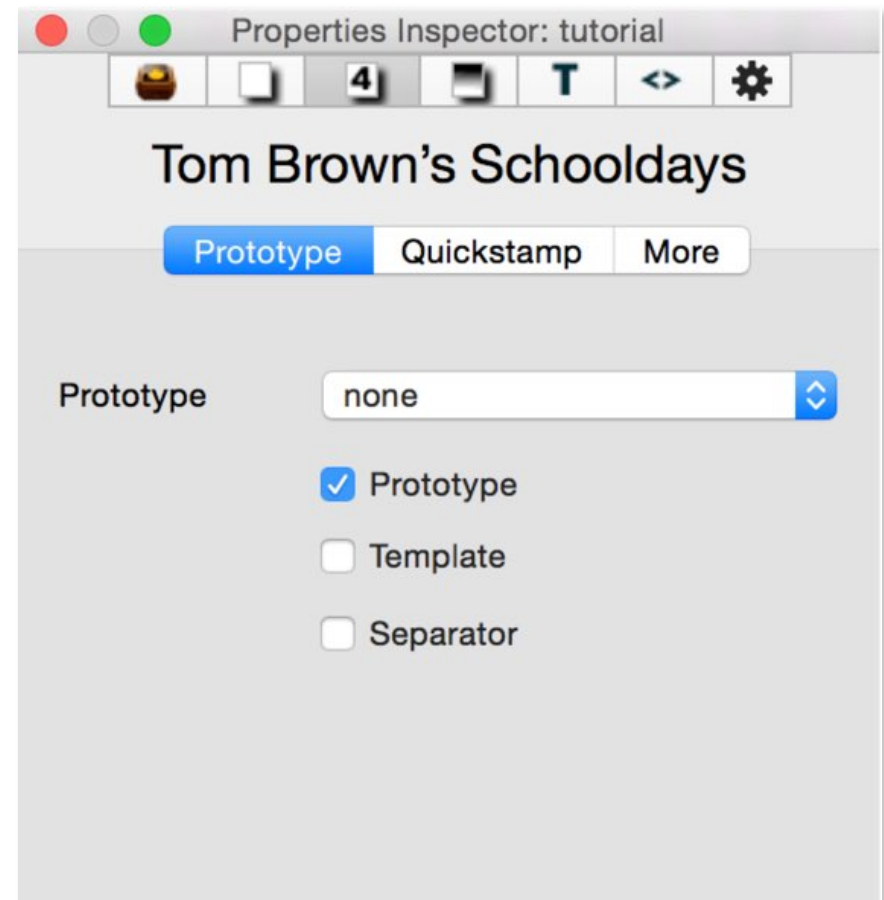 Properties Inspector: tutorial
4 T <>
Tom Brown's Schooldays
Prototype Quickstamp More
Prototype none
Prototype
Template
Separator